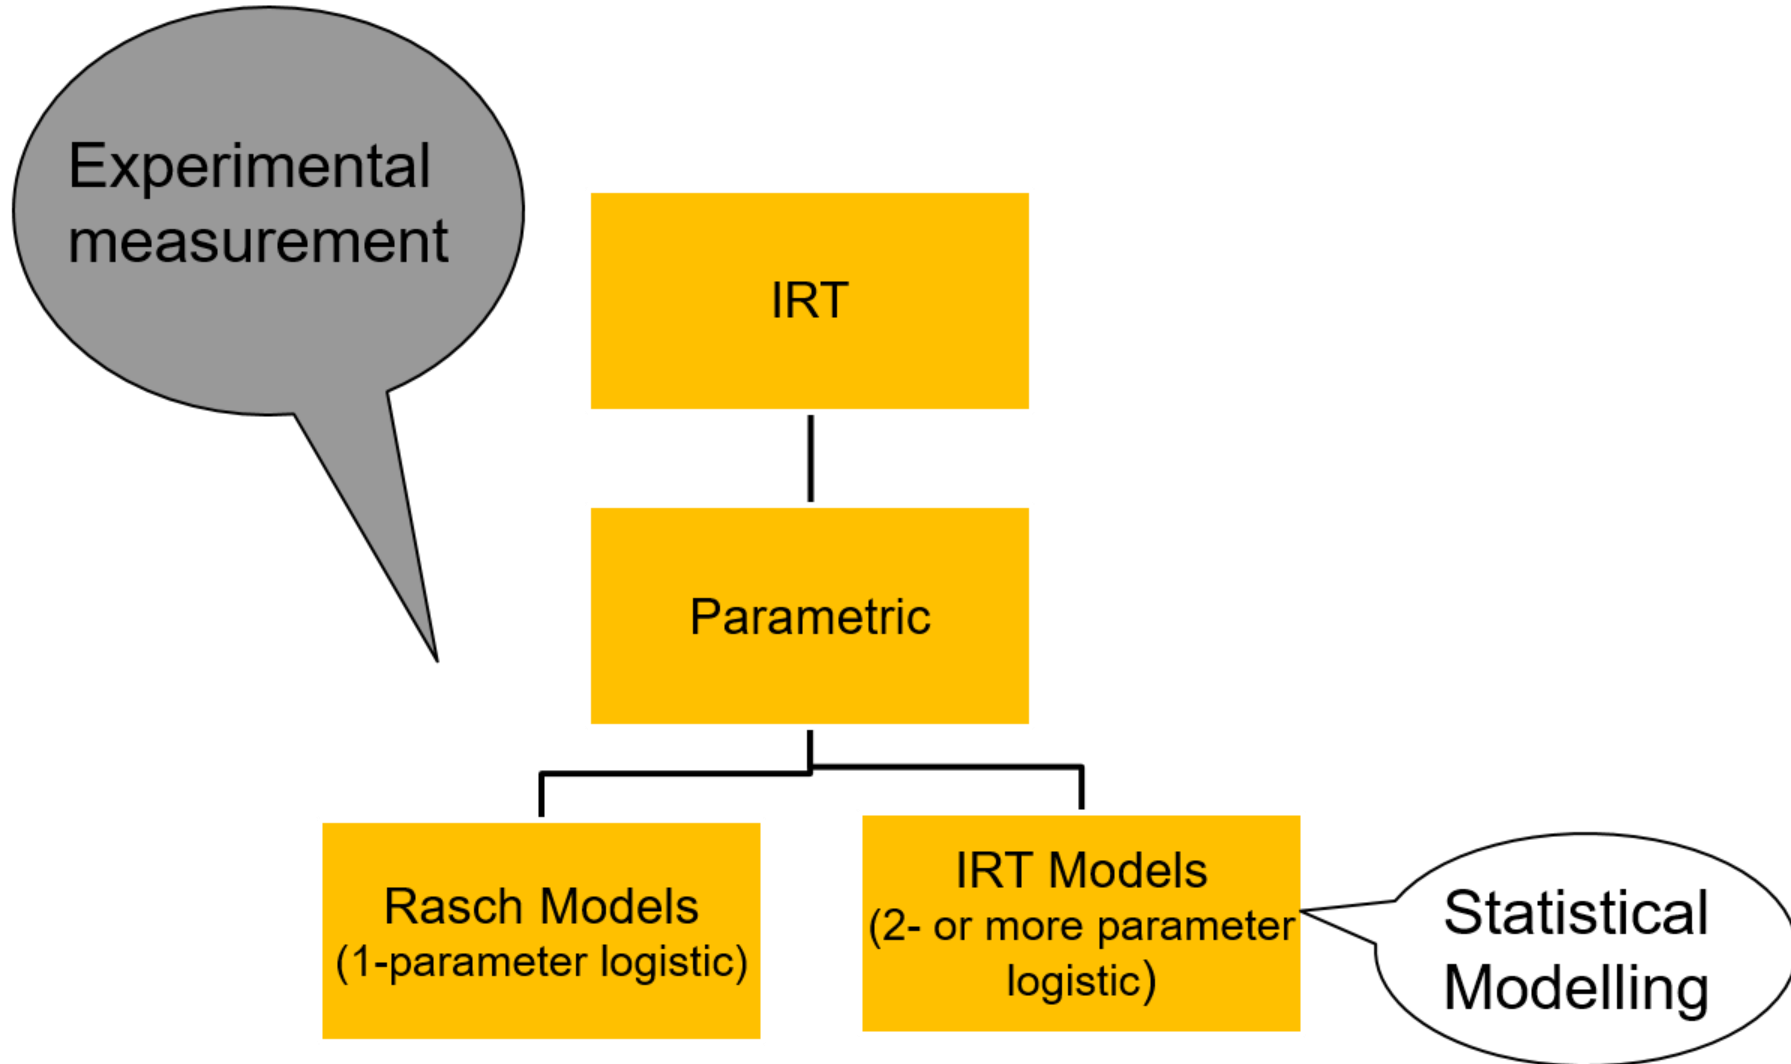 Experimental
measurement
IRT
Parametric
Rasch Models
(1-parameter logistic)
IRT Models
(2- or more parameter
logistic)
Statistical
Modelling